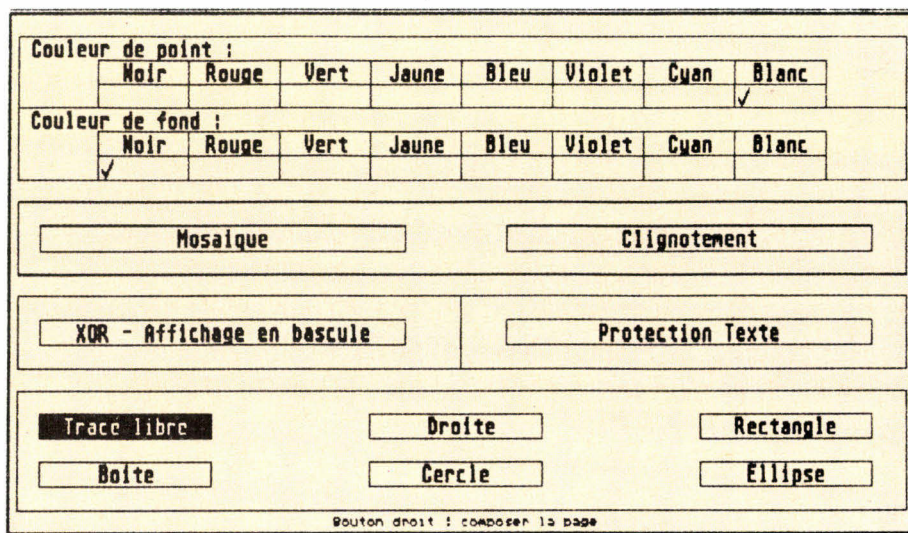 Couleur de point :
Noir Rouge Vert Jaune Bleu Violet Cyan Blanc
✓
Couleur de fond :
Noir Rouge Vert Jaune Bleu Violet Cyan Blanc
✓
Mosaique Clignotement
XOR - Affichage en bascule Protection Texte
Tracé libre Droite Rectangle
Boite Cercle Ellipse
Bouton droit : composer la page